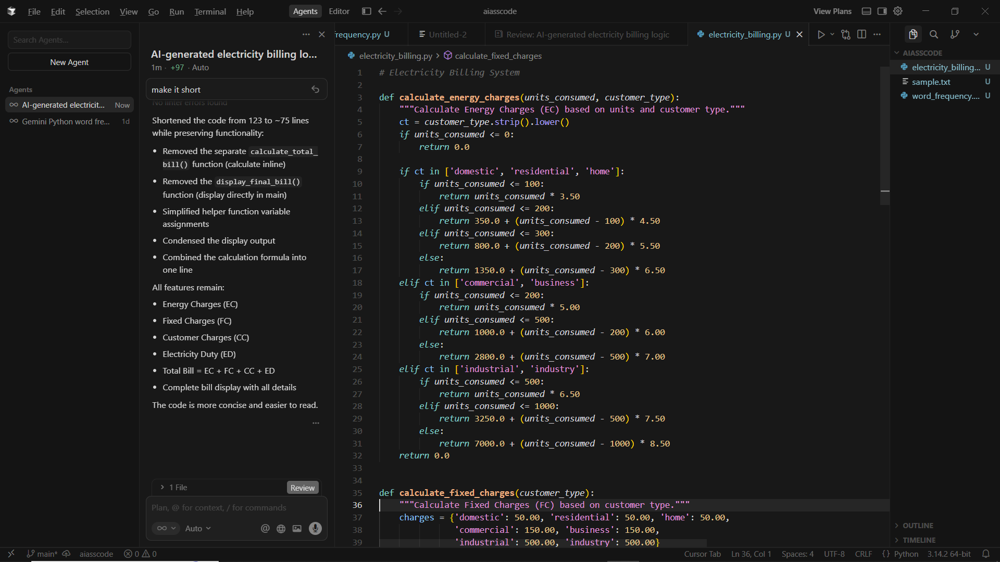 File Edit Selection View Go Run Terminal Help
Agents Editor
aiasscode
View Plans
Search Agents...
New Agent
Agents
AI-generated electricit... Now
Gemini Python word fre... 1d
AI-generated electricity billing lo...
1m · +97 · Auto
make it short
No linter errors found
Shortened the code from 123 to ~75 lines
while preserving functionality:
• Removed the separate calculate_total_
bill() function (calculate inline)
• Removed the display_final_bill()
function (display directly in main)
• Simplified helper function variable
assignments
• Condensed the display output
• Combined the calculation formula into
one line
All features remain:
• Energy Charges (EC)
• Fixed Charges (FC)
• Customer Charges (CC)
• Electricity Duty (ED)
• Total Bill = EC + FC + CC + ED
• Complete bill display with all details
The code is more concise and easier to read.
1 File Review
Plan, @ for context, / for commands
Auto
requency.py U
Untitled-2
Review: AI-generated electricity billing logic
electricity_billing.py U
electricity_billing.py > calculate_fixed_charges
1 # Electricity Billing System
2
3 def calculate_energy_charges(units_consumed, customer_type):
4 """Calculate Energy Charges (EC) based on units and customer type."""
5 ct = customer_type.strip().lower()
6 if units_consumed <= 0:
7 return 0.0
8
9 if ct in ['domestic', 'residential', 'home']:
10 if units_consumed <= 100:
11 return units_consumed * 3.50
12 elif units_consumed <= 200:
13 return 350.0 + (units_consumed - 100) * 4.50
14 elif units_consumed <= 300:
15 return 800.0 + (units_consumed - 200) * 5.50
16 else:
17 return 1350.0 + (units_consumed - 300) * 6.50
18 elif ct in ['commercial', 'business']:
19 if units_consumed <= 200:
20 return units_consumed * 5.00
21 elif units_consumed <= 500:
22 return 1000.0 + (units_consumed - 200) * 6.00
23 else:
24 return 2800.0 + (units_consumed - 500) * 7.00
25 elif ct in ['industrial', 'industry']:
26 if units_consumed <= 500:
27 return units_consumed * 6.50
28 elif units_consumed <= 1000:
29 return 3250.0 + (units_consumed - 500) * 7.50
30 else:
31 return 7000.0 + (units_consumed - 1000) * 8.50
32 return 0.0
33
34
35 def calculate_fixed_charges(customer_type):
36 """Calculate Fixed Charges (FC) based on customer type."""
37 charges = {'domestic': 50.00, 'residential': 50.00, 'home': 50.00,
38 'commercial': 150.00, 'business': 150.00,
39 'industrial': 500.00, 'industry': 500.00}
AIASSCODE
electricity_billing... U
sample.txt U
word_frequency.... U
OUTLINE
TIMELINE
main* aiasscode 0 0
Cursor Tab Ln 36, Col 1 Spaces: 4 UTF-8 CRLF {} Python 3.14.2 64-bit